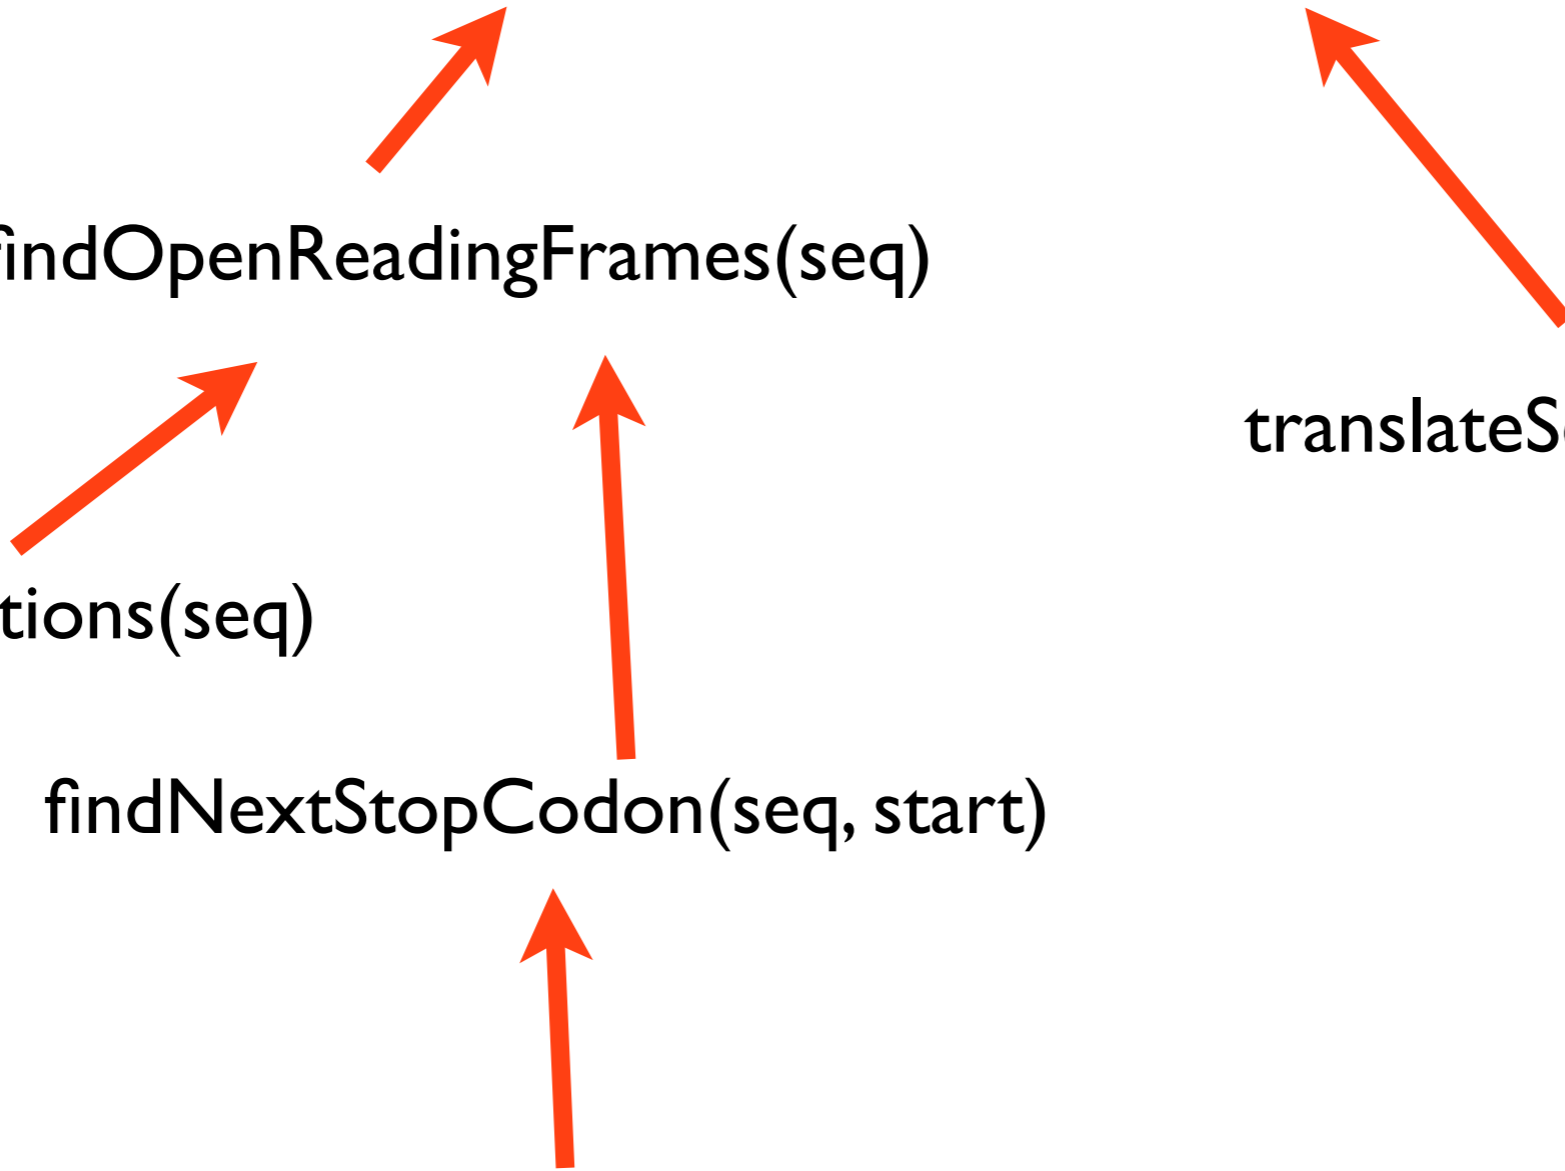 findOpenReadingFrames(seq)
translateS
tions(seq)
findNextStopCodon(seq, start)